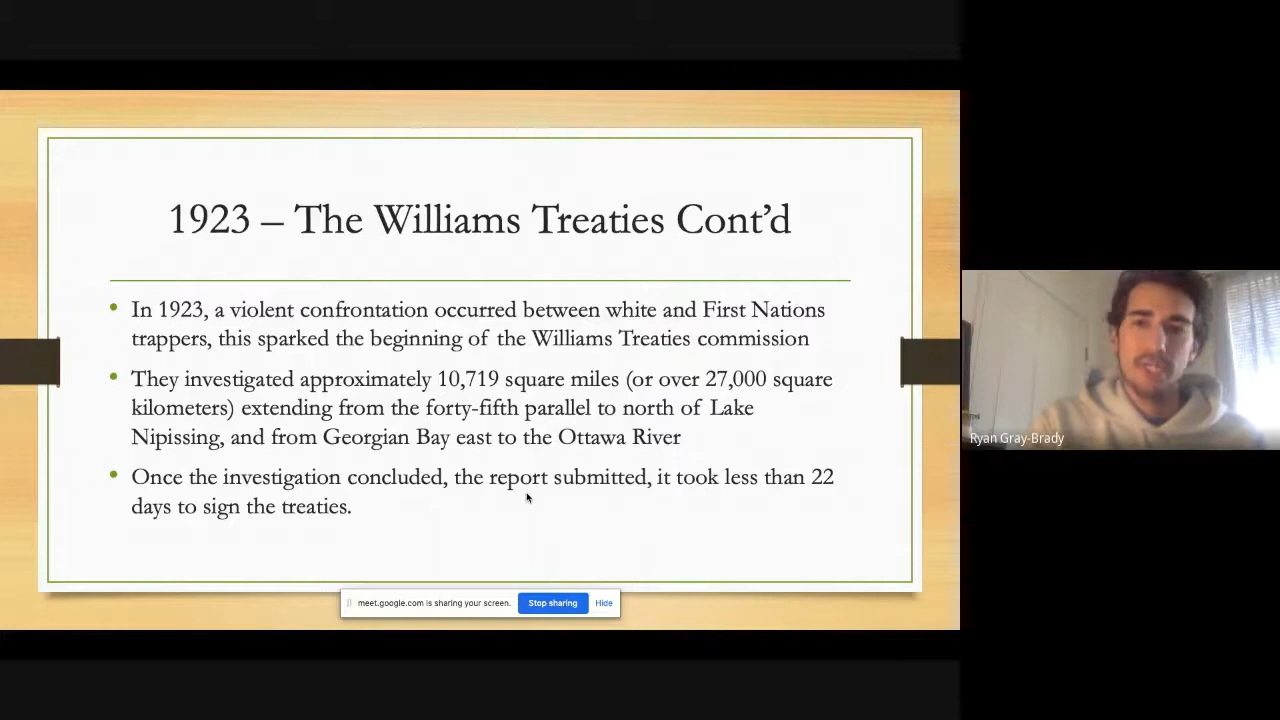 1923 – The Williams Treaties Cont’d
• In 1923, a violent confrontation occurred between white and First Nations
trappers, this sparked the beginning of the Williams Treaties commission
• They investigated approximately 10,719 square miles (or over 27,000 square
kilometers) extending from the forty-fifth parallel to north of Lake
Nipissing, and from Georgian Bay east to the Ottawa River
• Once the investigation concluded, the report submitted, it took less than 22
days to sign the treaties.
meet.google.com is sharing your screen. Stop sharing Hide
Ryan Gray-Brady